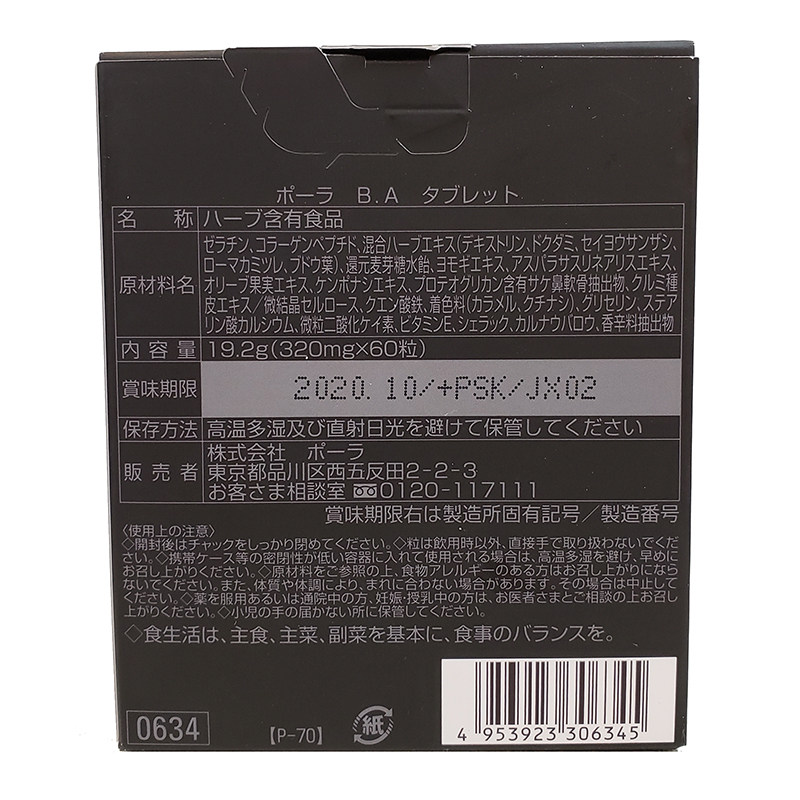 ポーラ B.A タブレット
名称 ハーブ含有食品
原材料名 ゼラチン、コラーゲンペプチド、混合ハーブエキス(デキストリン、ドクダミ、セイヨウサンザシ、
ローマカミツレ、ブドウ葉)、還元麦芽糖水飴、ヨモギエキス、アスパラサスリネアリスエキス、
オリーブ果実エキス、ケンポナシエキス、プロテオグリカン含有サケ鼻軟骨抽出物、クルミ種
皮エキス/微結晶セルロース、クエン酸鉄、着色料(カラメル、クチナシ)、グリセリン、ステア
リン酸カルシウム、微粒二酸化ケイ素、ビタミンE、シェラック、カルナウバロウ、香辛料抽出物
内容量 19.2g(320mg×60粒)
賞味期限 2020.10/+PSK/JX02
保存方法 高温多湿及び直射日光を避けて保管してください
販売者 株式会社 ポーラ
東京都品川区西五反田2-2-3
お客さま相談室 0120-117111
賞味期限右は製造所固有記号/製造番号
〈使用上の注意〉
◇開封後はチャックをしっかり閉めてください。◇粒は飲用時以外、直接手で取り扱わないでくだ
さい。◇携帯ケース等の密閉性が低い容器に入れて使用される場合は、高温多湿を避け、早めに
お召し上がりください。◇原材料をご参照の上、食物アレルギーのある方はお召し上がりになら
ないでください。また、体質や体調により、まれに合わない場合があります。その場合は中止して
ください。◇薬を服用あるいは通院中の方、妊娠・授乳中の方は、お医者さまとご相談の上お召し
上がりください。◇小児の手の届かない所に保管してください。
◇食生活は、主食、主菜、副菜を基本に、食事のバランスを。
0634
【P-70】
紙
4 953923 306345